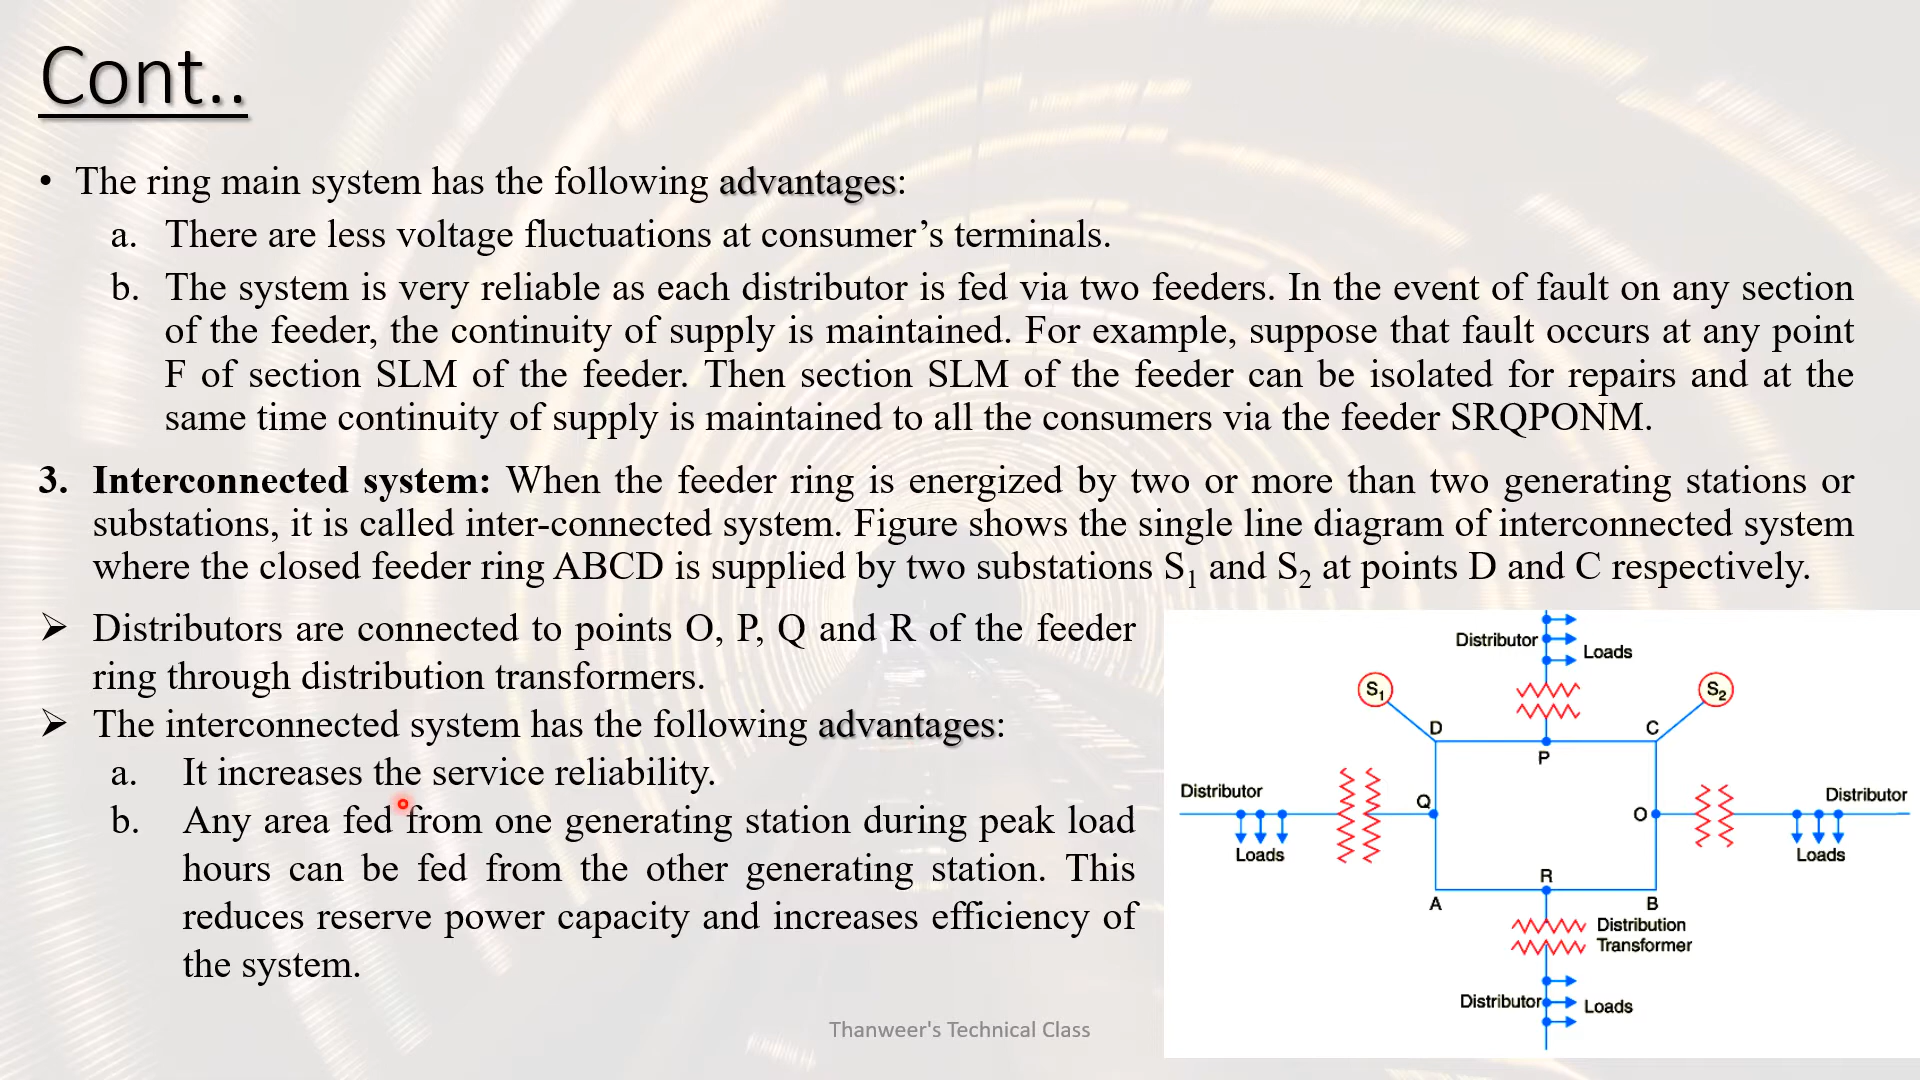 Cont..
• The ring main system has the following advantages:
a. There are less voltage fluctuations at consumer’s terminals.
b. The system is very reliable as each distributor is fed via two feeders. In the event of fault on any section
of the feeder, the continuity of supply is maintained. For example, suppose that fault occurs at any point
F of section SLM of the feeder. Then section SLM of the feeder can be isolated for repairs and at the
same time continuity of supply is maintained to all the consumers via the feeder SRQPONM.
3. Interconnected system: When the feeder ring is energized by two or more than two generating stations or
substations, it is called inter-connected system. Figure shows the single line diagram of interconnected system
where the closed feeder ring ABCD is supplied by two substations S₁ and S₂ at points D and C respectively.
➢ Distributors are connected to points O, P, Q and R of the feeder
ring through distribution transformers.
➢ The interconnected system has the following advantages:
a. It increases the service reliability.
b. Any area fed from one generating station during peak load
hours can be fed from the other generating station. This
reduces reserve power capacity and increases efficiency of
the system.
Distributor
Loads
S₁
S₂
D
C
P
Distributor
Q
Loads
O
Distributor
Loads
R
A
B
Distribution
Transformer
Distributor
Loads
Thanweer's Technical Class